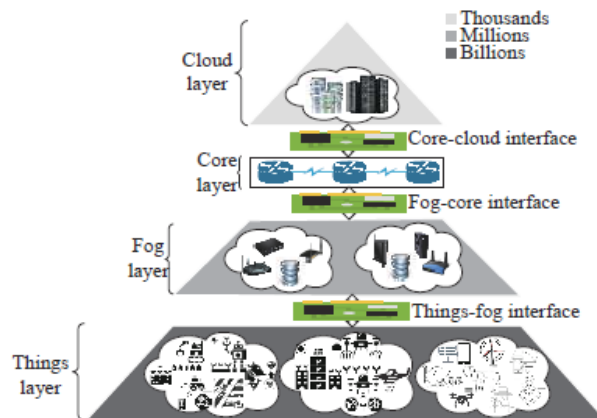 Thousands
Millions
Billions
Cloud
layer
Core-cloud interface
Core
layer
Fog-core interface
Fog
layer
Things-fog interface
Things
layer